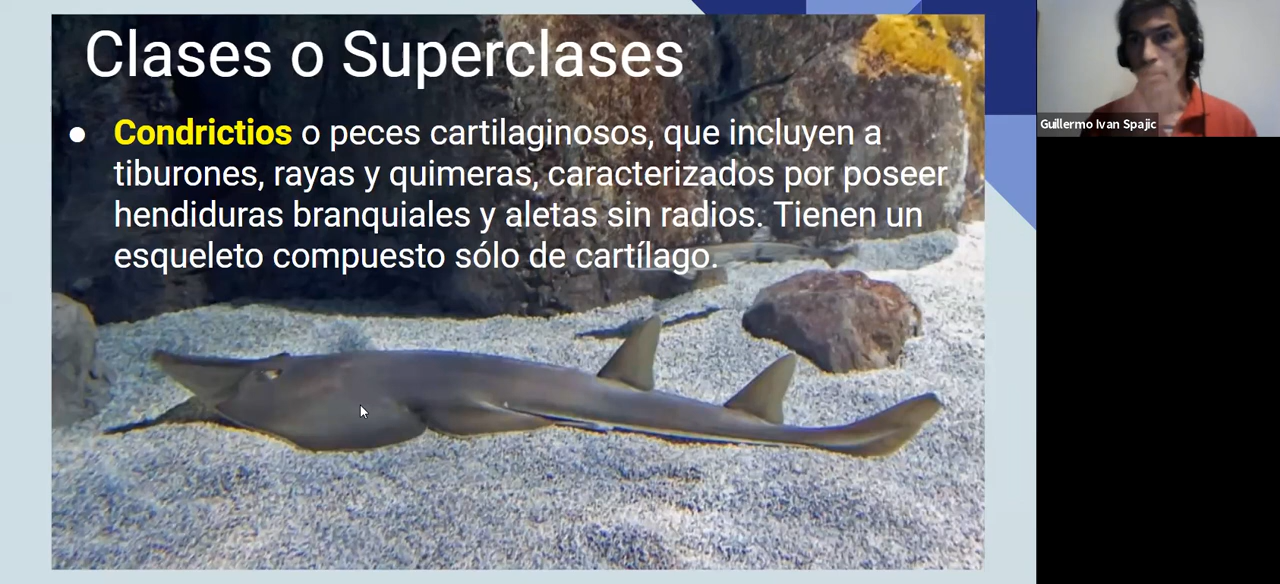 Clases o Superclases
● Condrictios o peces cartilaginosos, que incluyen a
tiburones, rayas y quimeras, caracterizados por poseer
hendiduras branquiales y aletas sin radios. Tienen un
esqueleto compuesto sólo de cartílago.
Guillermo Ivan Spajic